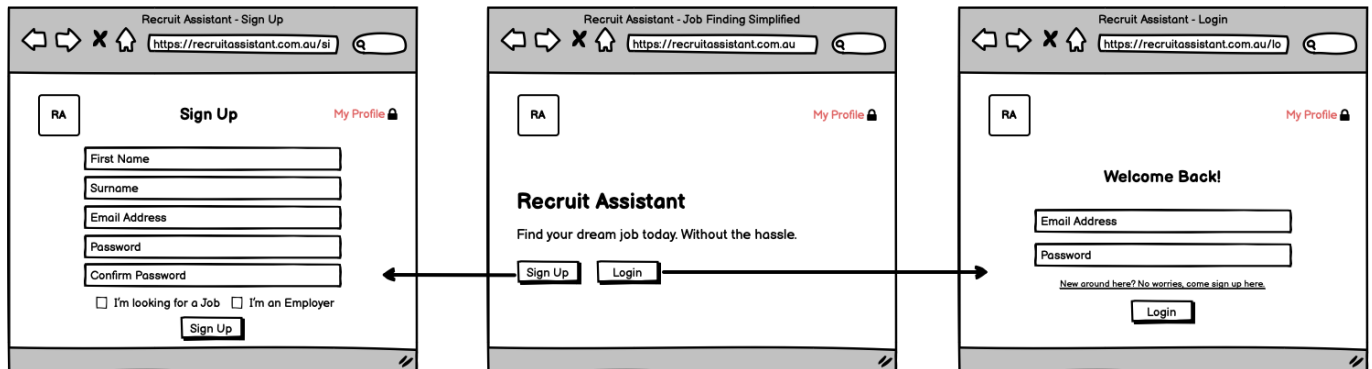 Recruit Assistant - Sign Up
https://recruitassistant.com.au/si
RA
Sign Up
My Profile
First Name
Surname
Email Address
Password
Confirm Password
I'm looking for a Job
I'm an Employer
Sign Up
Recruit Assistant - Job Finding Simplified
https://recruitassistant.com.au
RA
My Profile
Recruit Assistant
Find your dream job today. Without the hassle.
Sign Up
Login
Recruit Assistant - Login
https://recruitassistant.com.au/lo
RA
My Profile
Welcome Back!
Email Address
Password
New around here? No worries, come sign up here.
Login